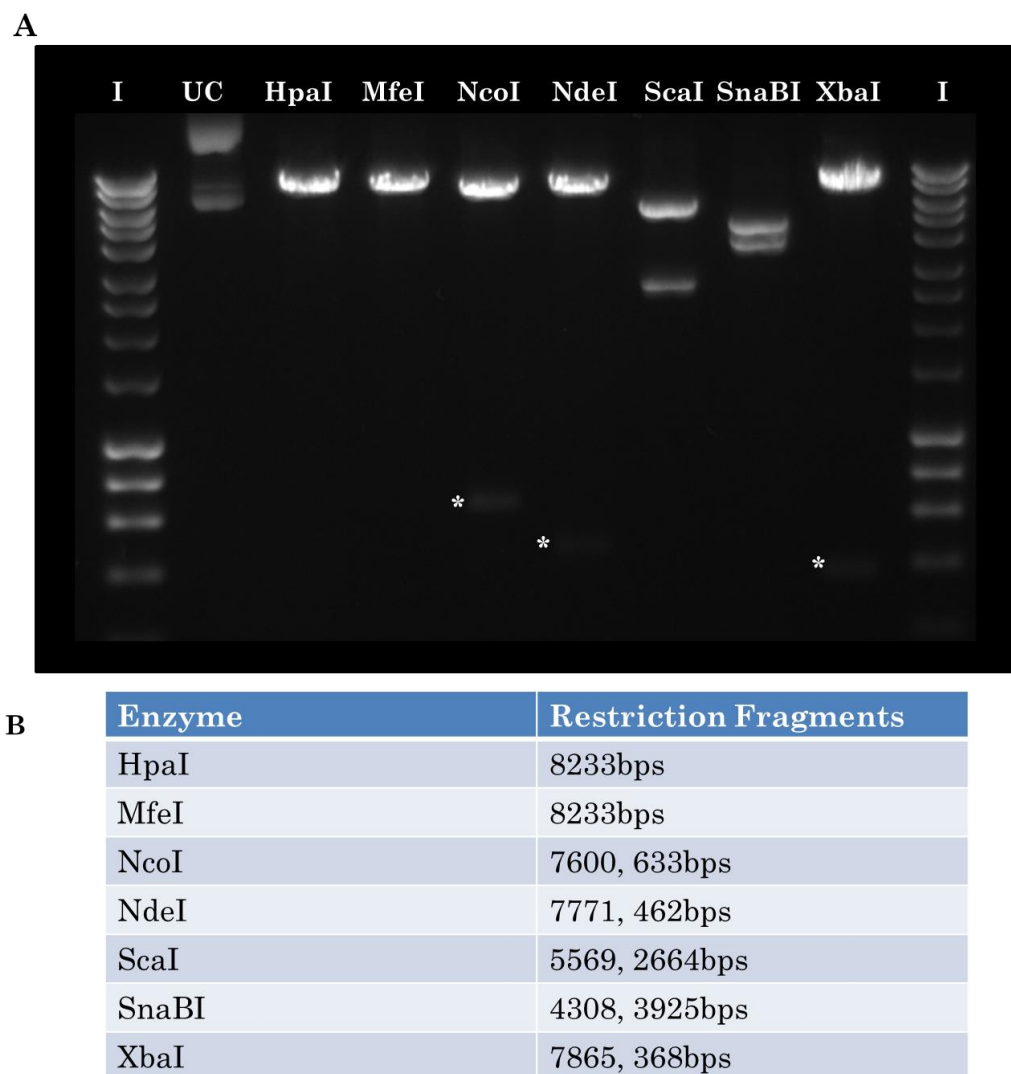 A
I UC HpaI MfeI NcoI NdeI ScaI SnaBI XbaI I
*
*
*
B
Enzyme Restriction Fragments
HpaI 8233bps
MfeI 8233bps
NcoI 7600, 633bps
NdeI 7771, 462bps
ScaI 5569, 2664bps
SnaBI 4308, 3925bps
XbaI 7865, 368bps